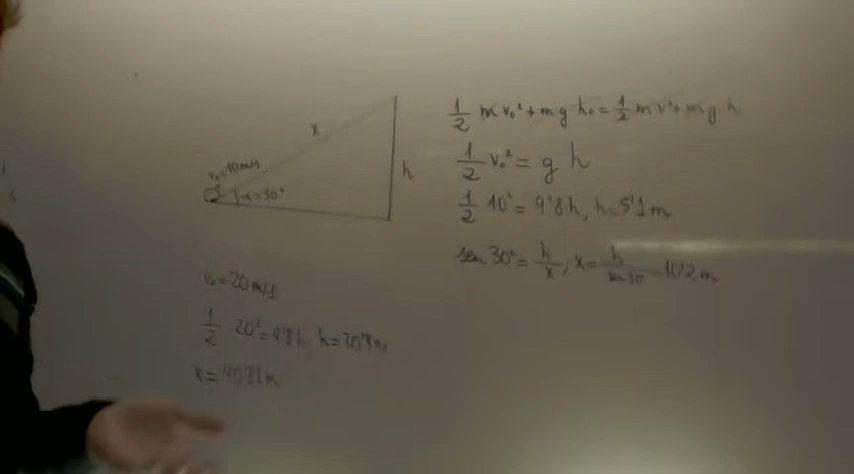 x
v₀=10m/s
α=30°
h
1/2 m v₀² + m g h₀ = 1/2 m v² + m g h
1/2 v₀² = g h
1/2 10² = 9'8 h, h=5'1 m
sen 30° = h/x ; x = h/sen 30 = 10'2 m
v₀=20 m/s
1/2 20² = 9'8 h, h=20'4 m
x = 40'81 m